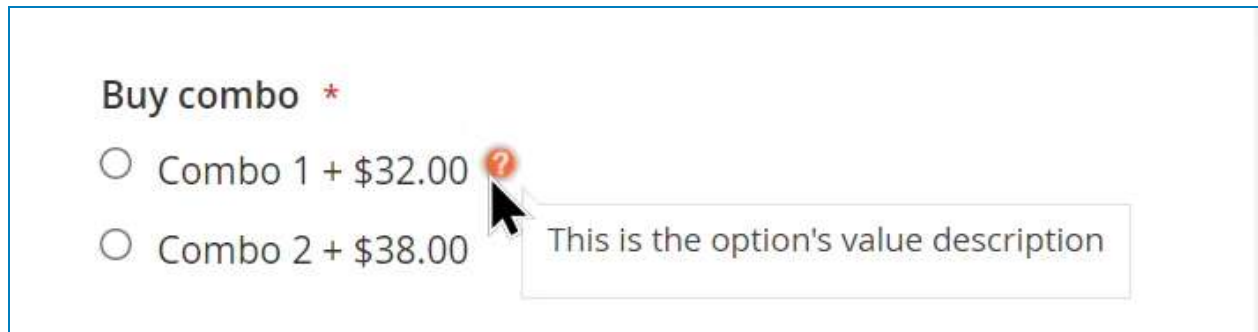 Buy combo *
Combo 1 + $32.00 ?
This is the option's value description
Combo 2 + $38.00